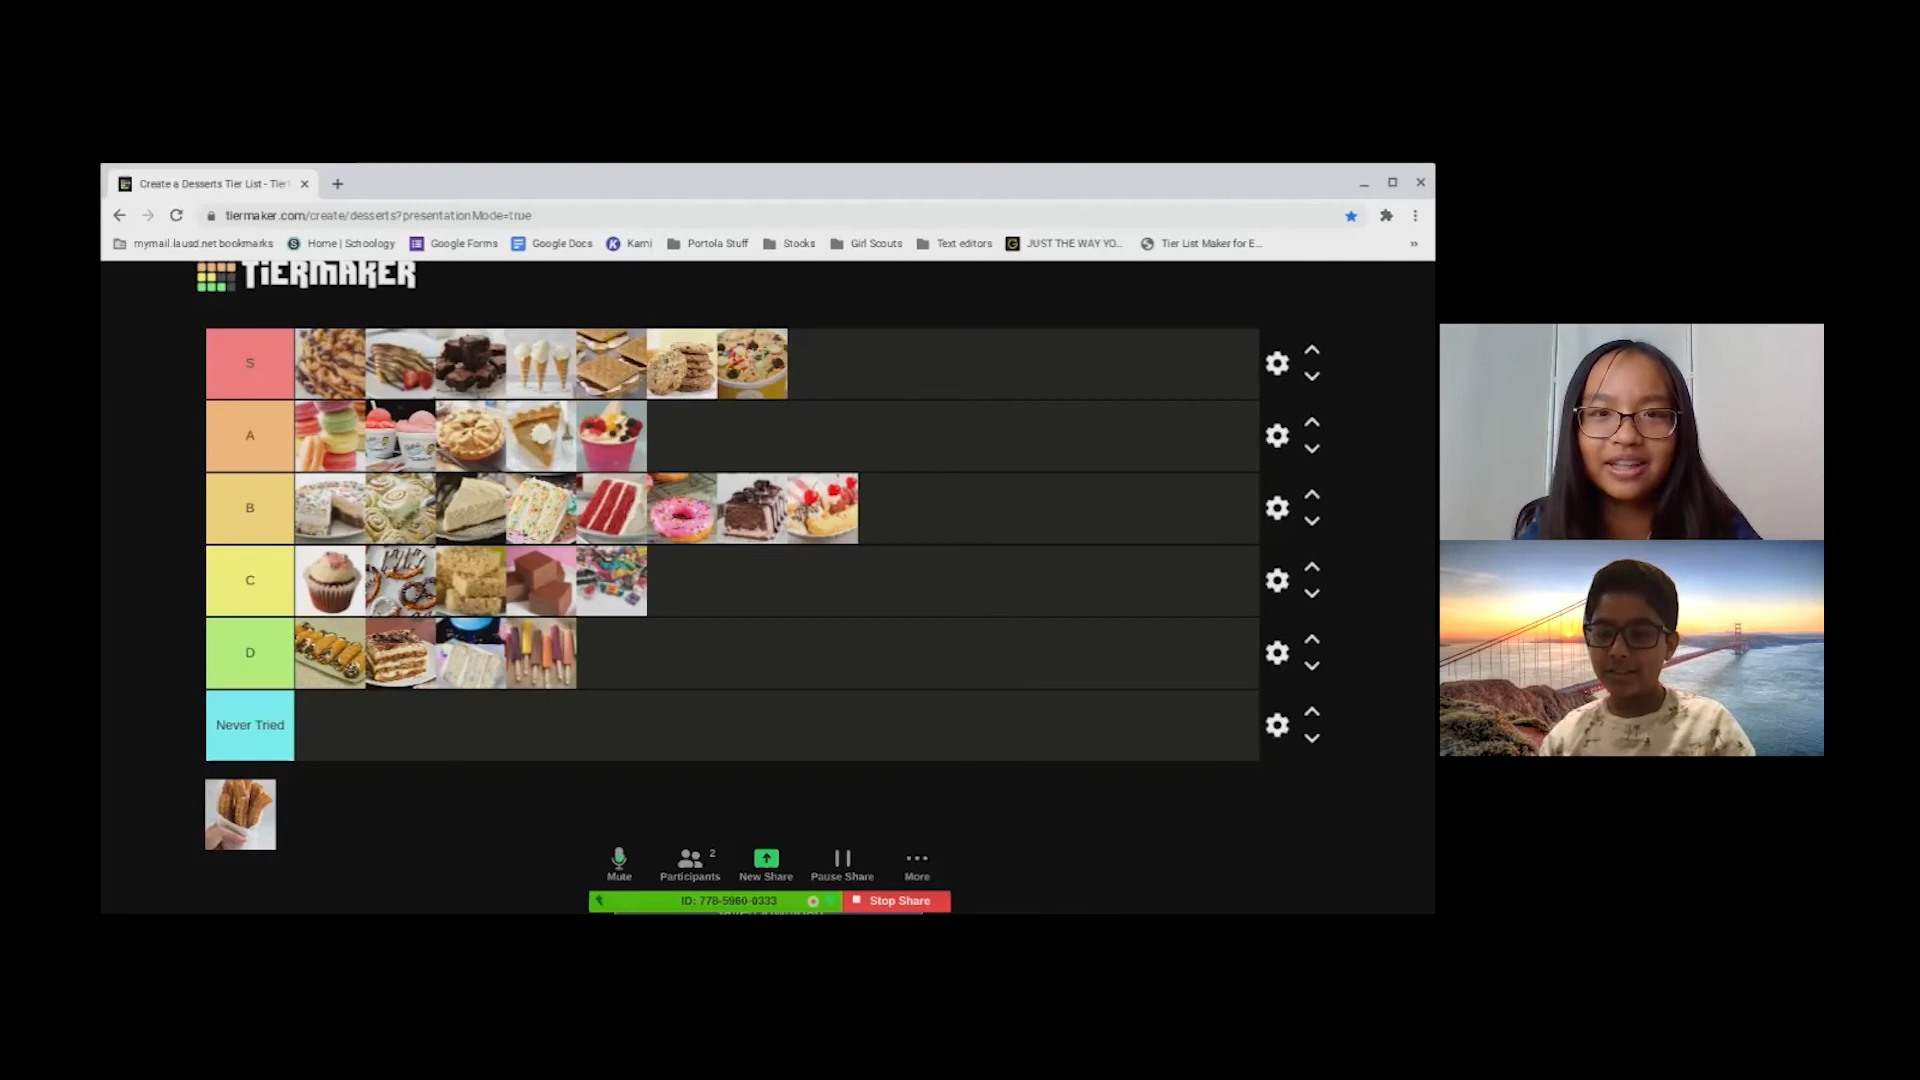 Create a Desserts Tier List - Tier
tiermaker.com/create/desserts?presentationMode=true
mymail.lausd.net bookmarks Home | Schoology Google Forms Google Docs Kami Portola Stuff Stocks Girl Scouts Text editors JUST THE WAY YO... Tier List Maker for E... »
TiERMAKER
S
A
B
C
D
Never Tried
2
Mute Participants New Share Pause Share More
ID: 778-5960-0333 Stop Share